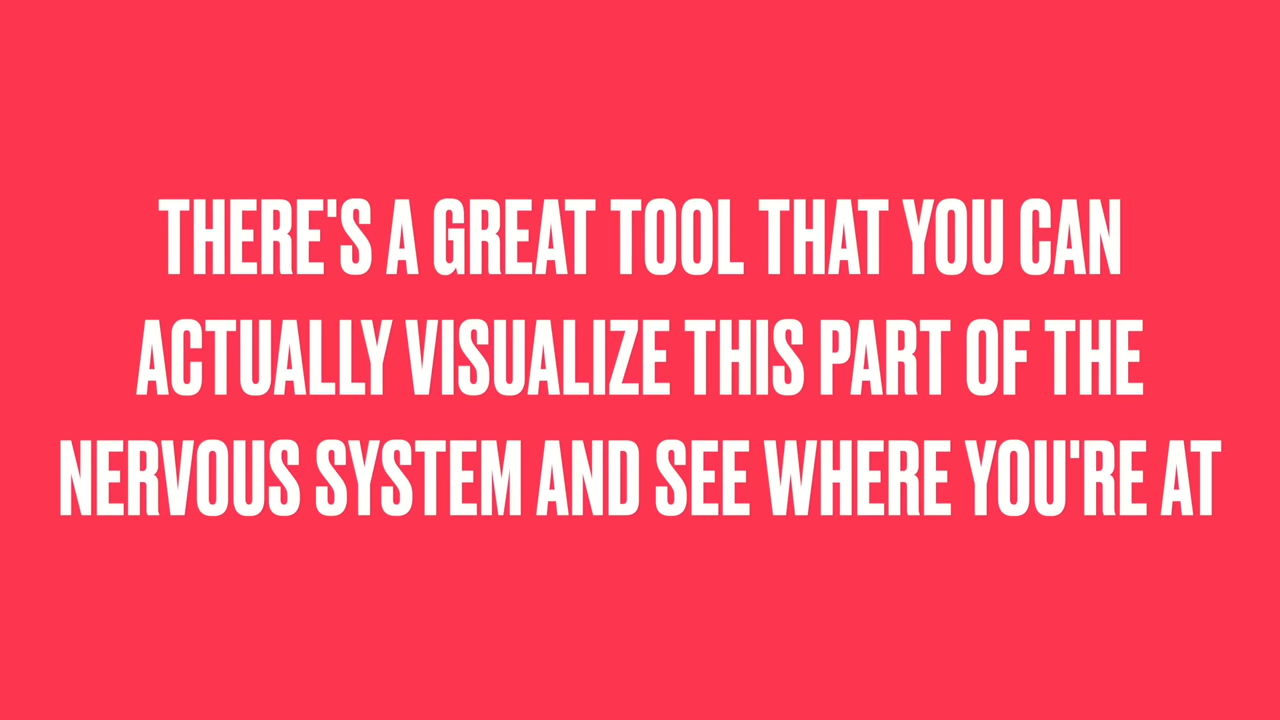 THERE'S A GREAT TOOL THAT YOU CAN
ACTUALLY VISUALIZE THIS PART OF THE
NERVOUS SYSTEM AND SEE WHERE YOU'RE AT